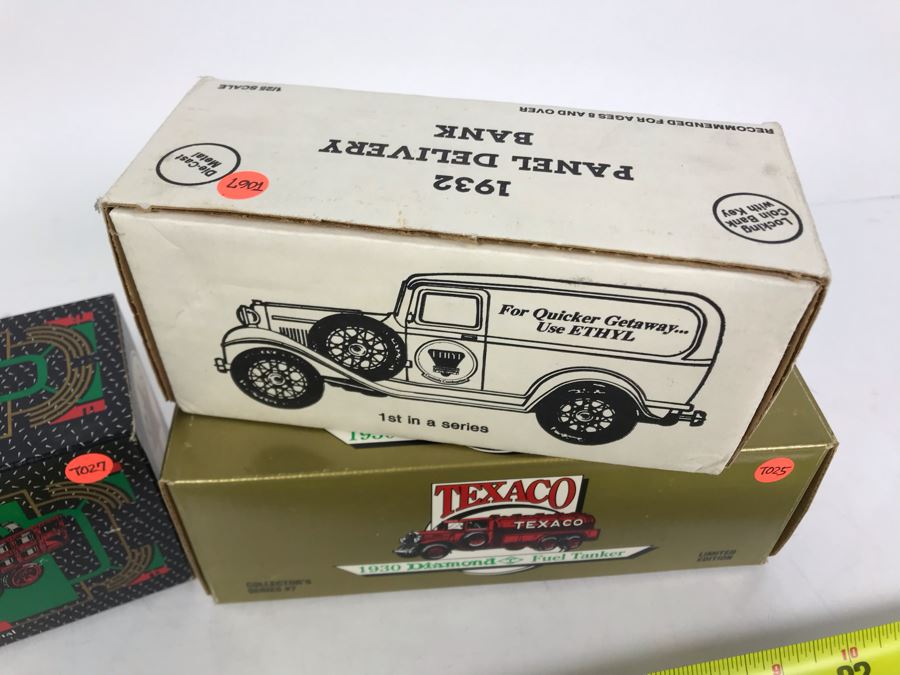 1/25 SCALE
RECOMMENDED FOR AGES 8 AND OVER
1932
PANEL DELIVERY
BANK
Die-Cast
Metal
T067
Locking
Coin Bank
with Key
For Quicker Getaway...
Use ETHYL
ETHYL
1st in a series
T027
T025
TEXACO
TEXACO
1930 Diamond T Fuel Tanker
COLLECTOR'S
SERIES #7
LIMITED
EDITION
10